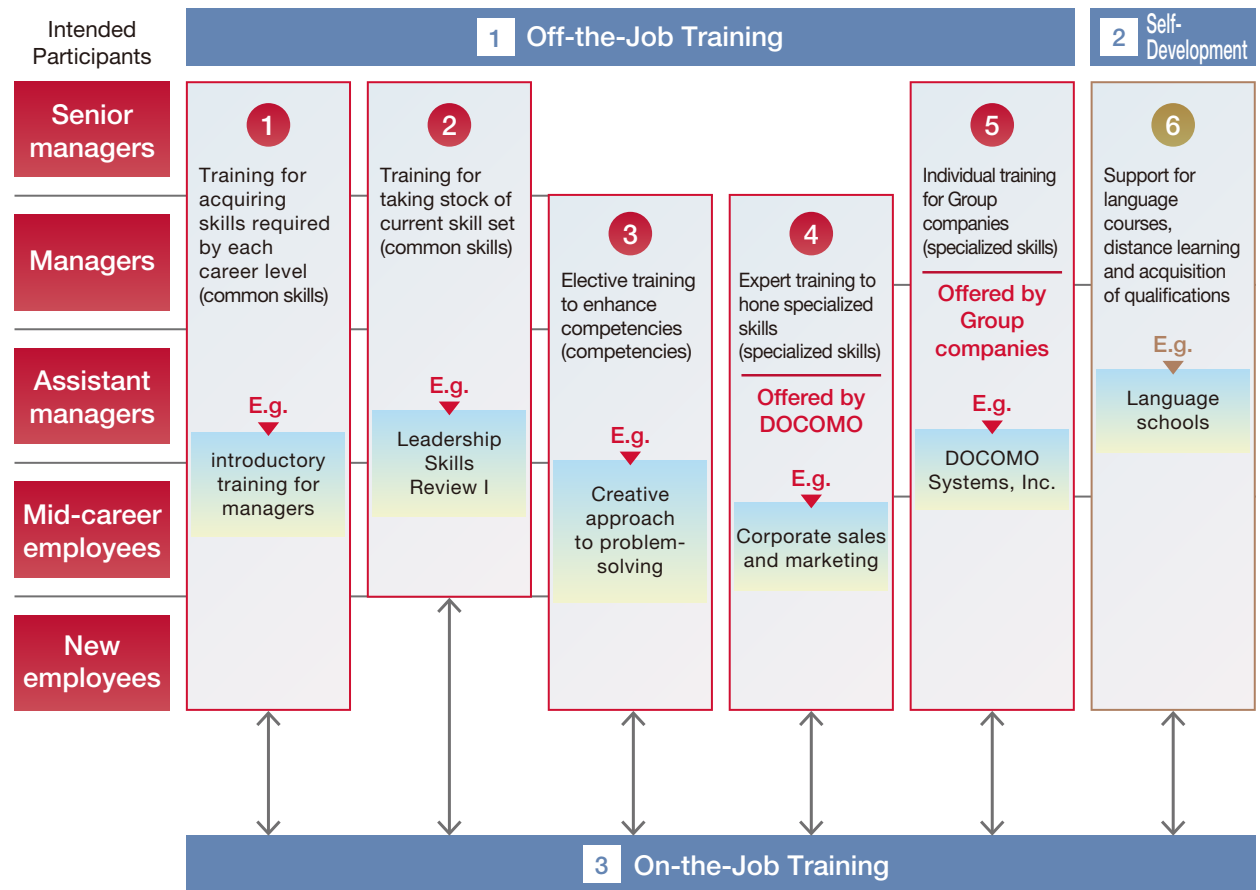 Intended
Participants
1 Off-the-Job Training
2 Self-
Development
Senior
managers
Managers
Assistant
managers
Mid-career
employees
New
employees
1
Training for
acquiring
skills required
by each
career level
(common skills)
E.g.
introductory
training for
managers
2
Training for
taking stock of
current skill set
(common skills)
E.g.
Leadership
Skills
Review I
3
Elective training
to enhance
competencies
(competencies)
E.g.
Creative
approach
to problem-
solving
4
Expert training to
hone specialized
skills
(specialized skills)
Offered by
DOCOMO
E.g.
Corporate sales
and marketing
5
Individual training
for Group
companies
(specialized skills)
Offered by
Group
companies
E.g.
DOCOMO
Systems, Inc.
6
Support for
language
courses,
distance learning
and acquisition
of qualifications
E.g.
Language
schools
3 On-the-Job Training